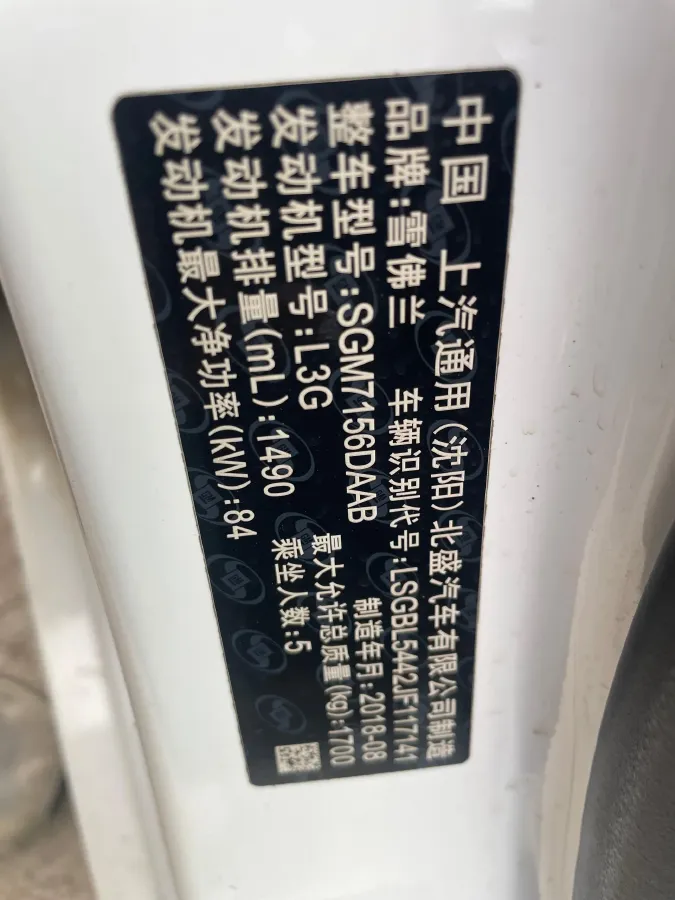 中国 上汽通用(沈阳)北盛汽车有限公司制造
品牌:雪佛兰 车辆识别代号:LSGBL5442JF117141
整车型号:SGM7156DAAB 制造年月:2018-08
发动机型号:L3G 最大允许总质量(kg):1700
发动机排量(mL):1490 乘坐人数:5
发动机最大净功率(kW):84